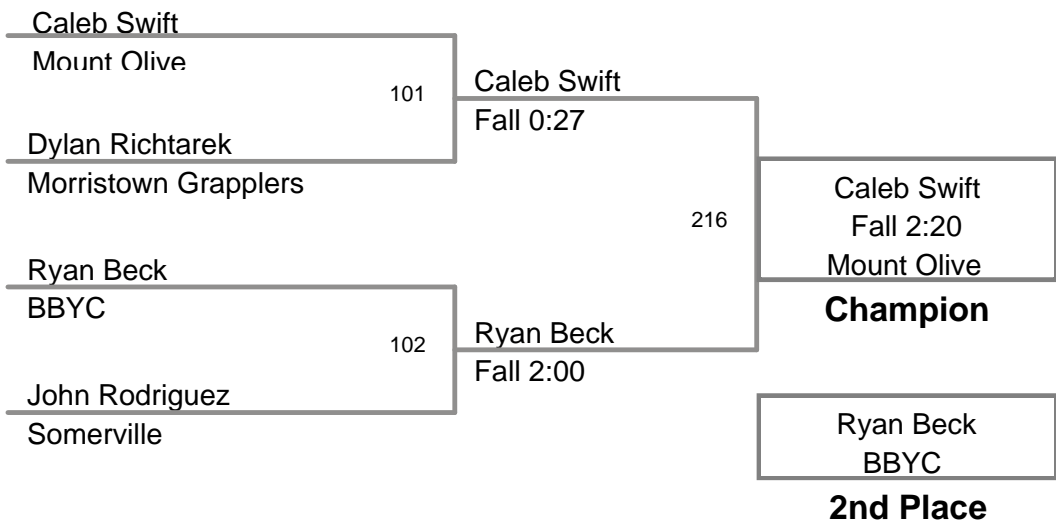 Caleb Swift
Mount Olive
101
Dylan Richtarek
Morristown Grapplers
Caleb Swift
Fall 0:27
Ryan Beck
BBYC
102
John Rodriguez
Somerville
Ryan Beck
Fall 2:00
216
Caleb Swift
Fall 2:20
Mount Olive
Champion
Ryan Beck
BBYC
2nd Place